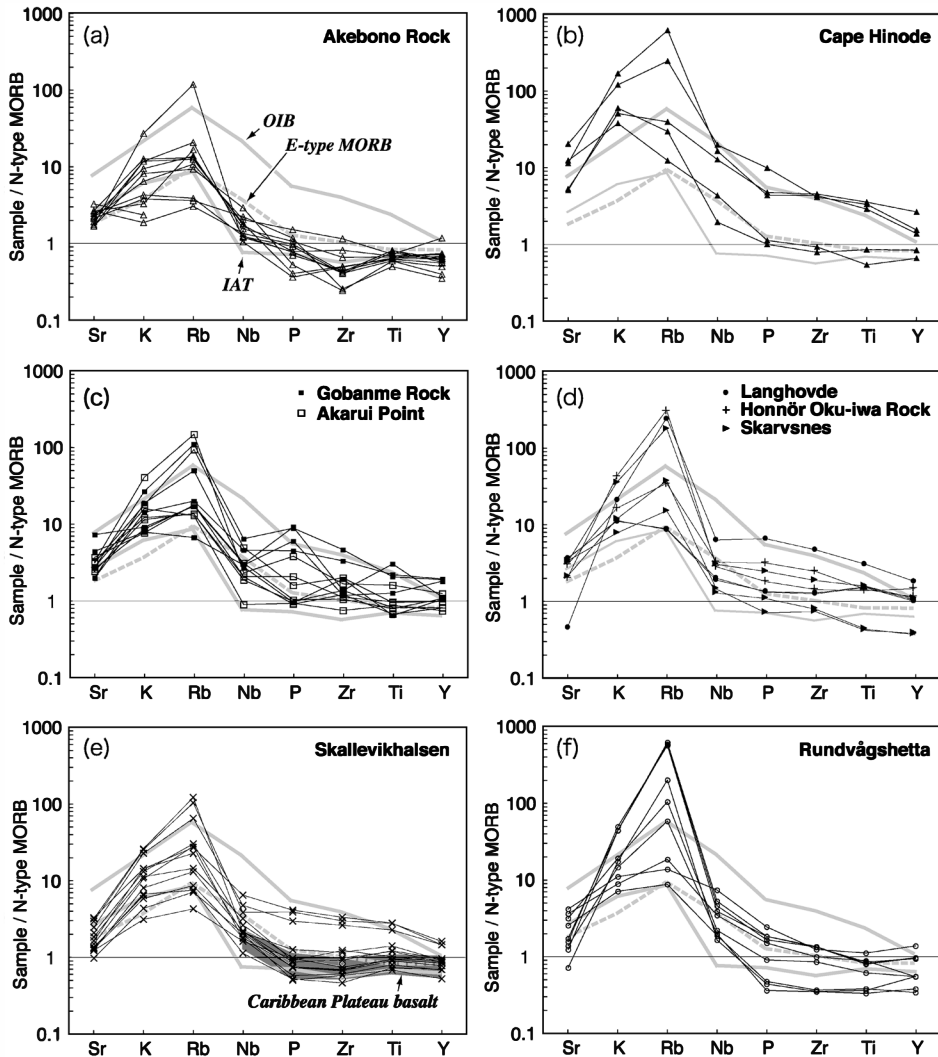 (a)
Akebono Rock
Sample / N-type MORB
1000
100
10
1
0.1
OIB
E-type MORB
IAT
Sr K Rb Nb P Zr Ti Y
(b)
Cape Hinode
Sample / N-type MORB
1000
100
10
1
0.1
Sr K Rb Nb P Zr Ti Y
(c)
Gobanme Rock
Akarui Point
Sample / N-type MORB
1000
100
10
1
0.1
Sr K Rb Nb P Zr Ti Y
(d)
Langhovde
Honnör Oku-iwa Rock
Skarvsnes
Sample / N-type MORB
1000
100
10
1
0.1
Sr K Rb Nb P Zr Ti Y
(e)
Skallevikhalsen
Sample / N-type MORB
1000
100
10
1
0.1
Caribbean Plateau basalt
Sr K Rb Nb P Zr Ti Y
(f)
Rundvågshetta
Sample / N-type MORB
1000
100
10
1
0.1
Sr K Rb Nb P Zr Ti Y